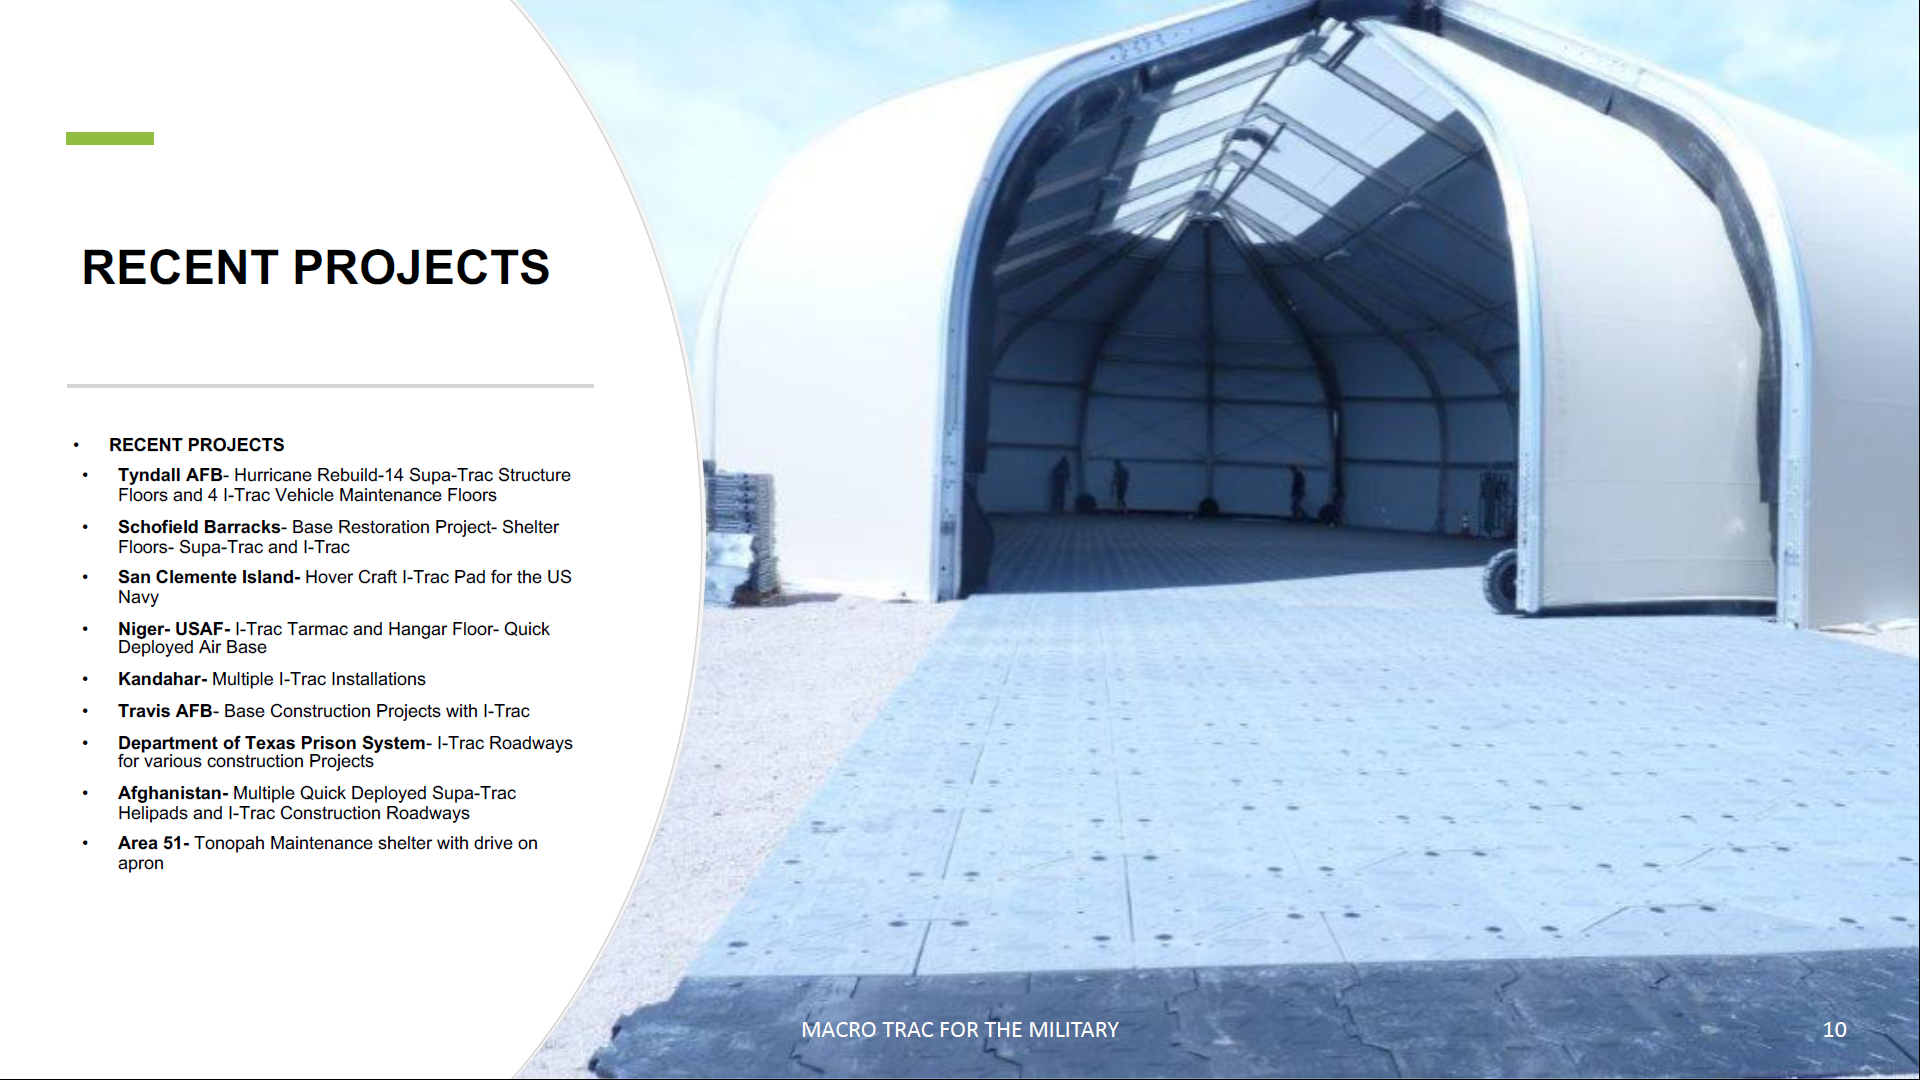 RECENT PROJECTS
• RECENT PROJECTS
• Tyndall AFB- Hurricane Rebuild-14 Supa-Trac Structure
Floors and 4 I-Trac Vehicle Maintenance Floors
• Schofield Barracks- Base Restoration Project- Shelter
Floors- Supa-Trac and I-Trac
• San Clemente Island- Hover Craft I-Trac Pad for the US
Navy
• Niger- USAF- I-Trac Tarmac and Hangar Floor- Quick
Deployed Air Base
• Kandahar- Multiple I-Trac Installations
• Travis AFB- Base Construction Projects with I-Trac
• Department of Texas Prison System- I-Trac Roadways
for various construction Projects
• Afghanistan- Multiple Quick Deployed Supa-Trac
Helipads and I-Trac Construction Roadways
• Area 51- Tonopah Maintenance shelter with drive on
apron
MACRO TRAC FOR THE MILITARY
10